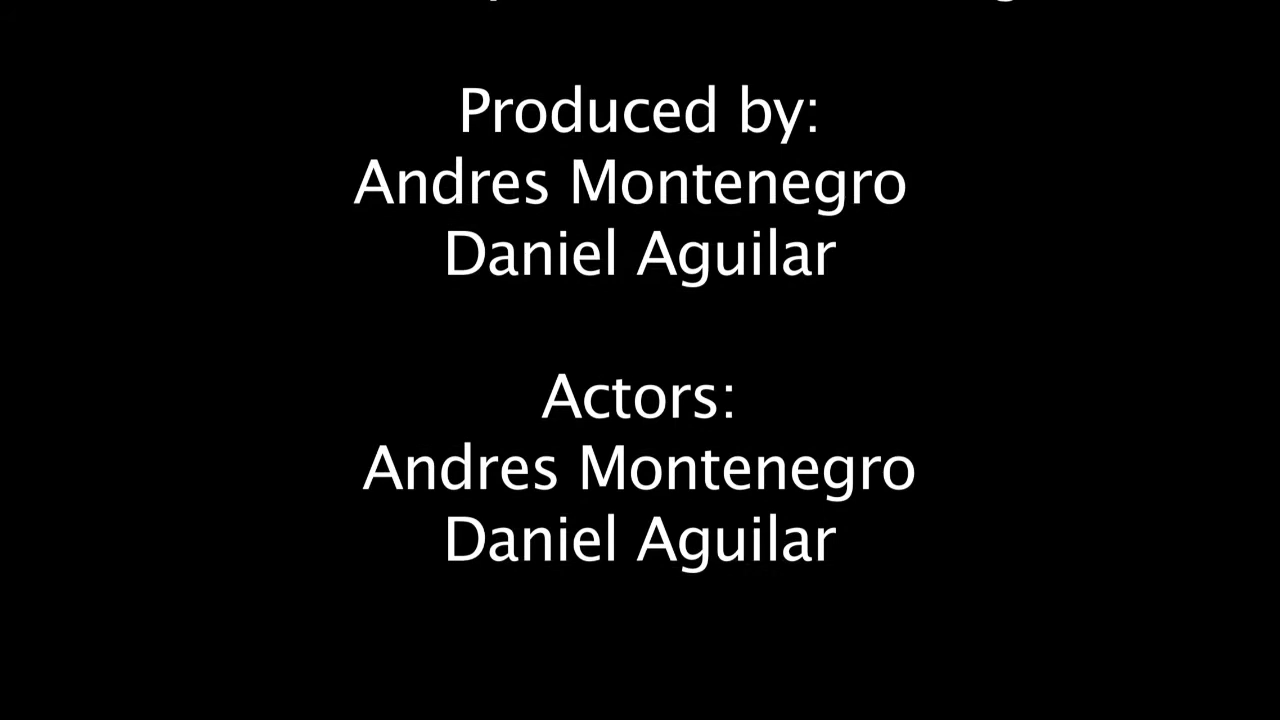 Produced by:
Andres Montenegro
Daniel Aguilar
Actors:
Andres Montenegro
Daniel Aguilar